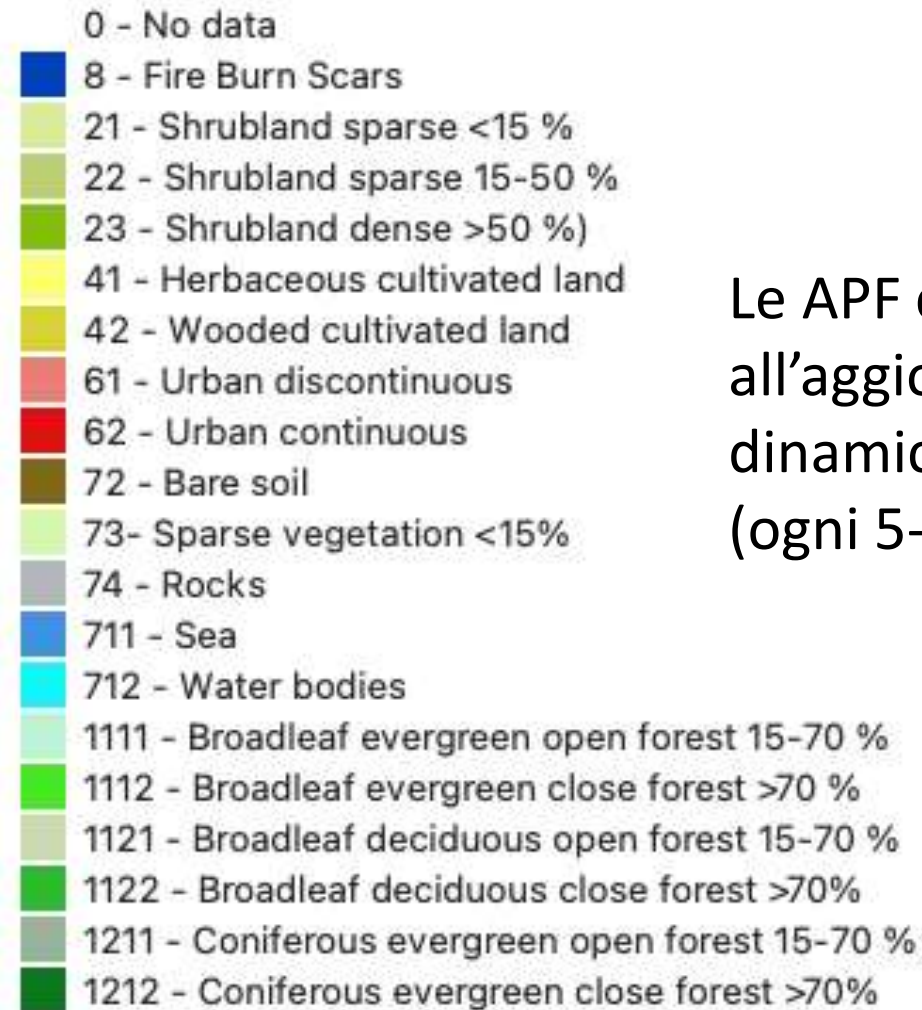 0 - No data
8 - Fire Burn Scars
21 - Shrubland sparse <15 %
22 - Shrubland sparse 15-50 %
23 - Shrubland dense >50 %)
41 - Herbaceous cultivated land
42 - Wooded cultivated land
61 - Urban discontinuous
62 - Urban continuous
72 - Bare soil
73- Sparse vegetation <15%
74 - Rocks
711 - Sea
712 - Water bodies
1111 - Broadleaf evergreen open forest 15-70 %
1112 - Broadleaf evergreen close forest >70 %
1121 - Broadleaf deciduous open forest 15-70 %
1122 - Broadleaf deciduous close forest >70%
1211 - Coniferous evergreen open forest 15-70 %
1212 - Coniferous evergreen close forest >70%
Le APF
(ogni 5-